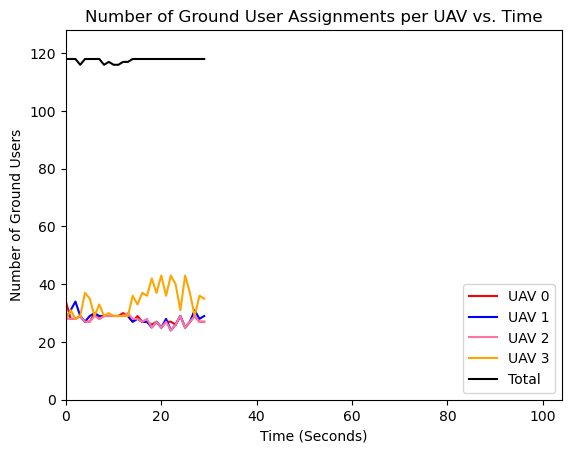 Number of Ground User Assignments per UAV vs. Time
Number of Ground Users
120
100
80
60
40
20
0
0 20 40 60 80 100
Time (Seconds)
UAV 0
UAV 1
UAV 2
UAV 3
Total